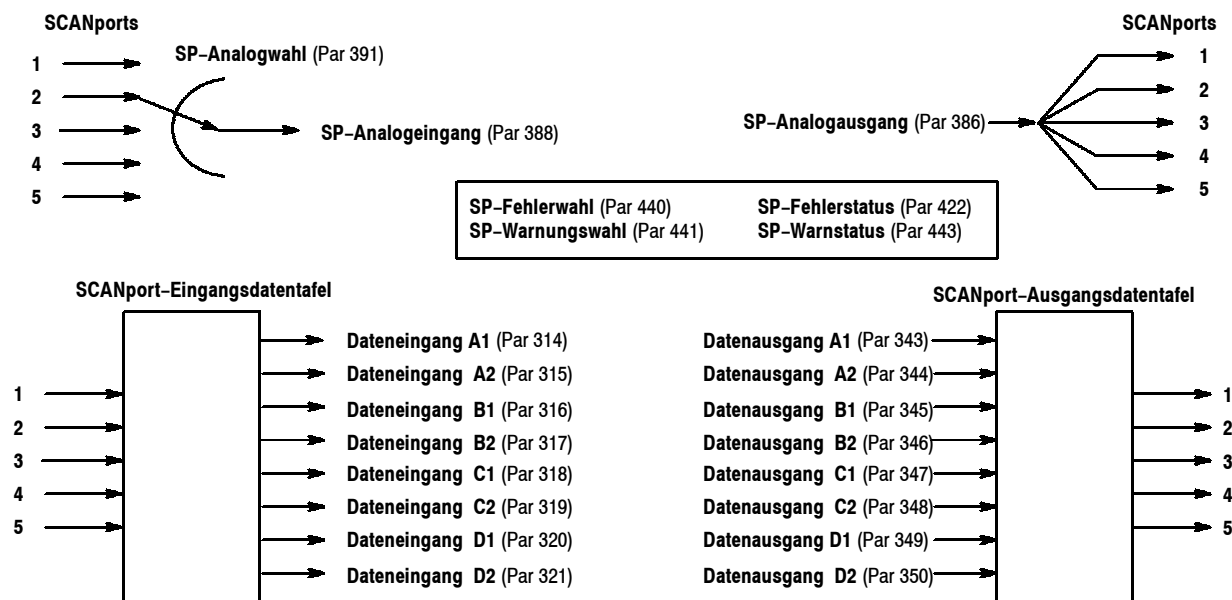 SCANports
1
2
3
4
5
SP–Analogwahl (Par 391)
SP–Analogeingang (Par 388)
SCANports
SP–Analogausgang (Par 386)
1
2
3
4
5
SP–Fehlerwahl (Par 440) SP–Fehlerstatus (Par 422)
SP–Warnungswahl (Par 441) SP–Warnstatus (Par 443)
SCANport–Eingangsdatentafel
1
2
3
4
5
Dateneingang A1 (Par 314)
Dateneingang A2 (Par 315)
Dateneingang B1 (Par 316)
Dateneingang B2 (Par 317)
Dateneingang C1 (Par 318)
Dateneingang C2 (Par 319)
Dateneingang D1 (Par 320)
Dateneingang D2 (Par 321)
SCANport–Ausgangsdatentafel
Datenausgang A1 (Par 343)
Datenausgang A2 (Par 344)
Datenausgang B1 (Par 345)
Datenausgang B2 (Par 346)
Datenausgang C1 (Par 347)
Datenausgang C2 (Par 348)
Datenausgang D1 (Par 349)
Datenausgang D2 (Par 350)
1
2
3
4
5